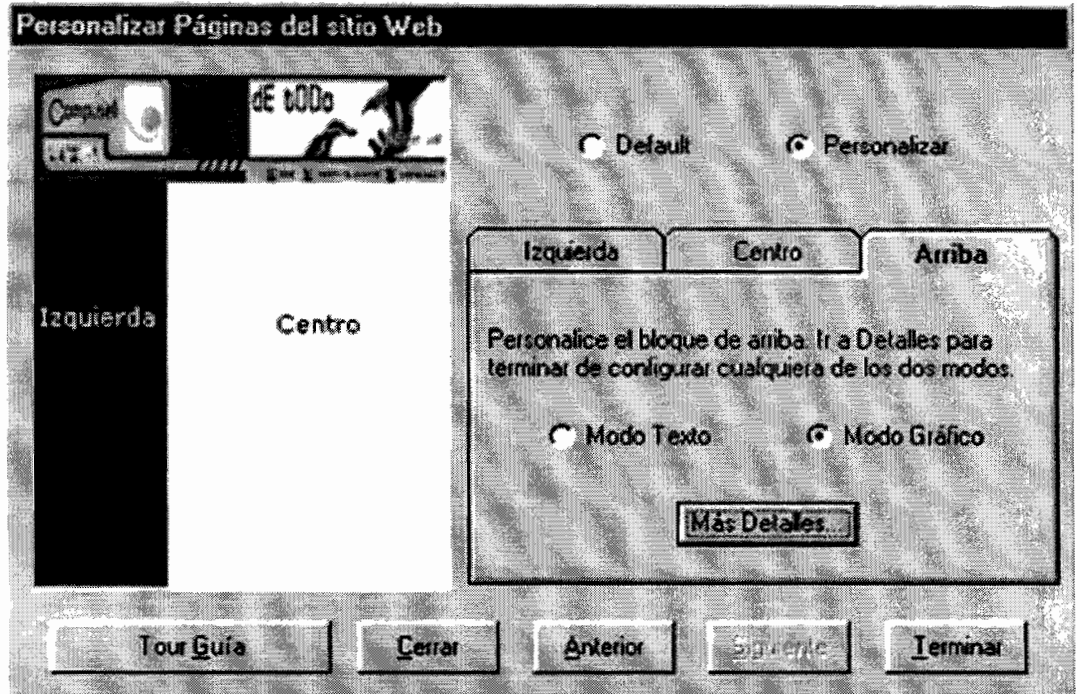 Personalizar Páginas del sitio Web
dE tODo
Default
Personalizar
Izquierda
Centro
Arriba
Izquierda
Centro
Personalice el bloque de arriba. Ir a Detalles para
terminar de configurar cualquiera de los dos modos.
Modo Texto
Modo Gráfico
Más Detalles...
Tour Guía
Cerrar
Anterior
Siguiente
Terminar